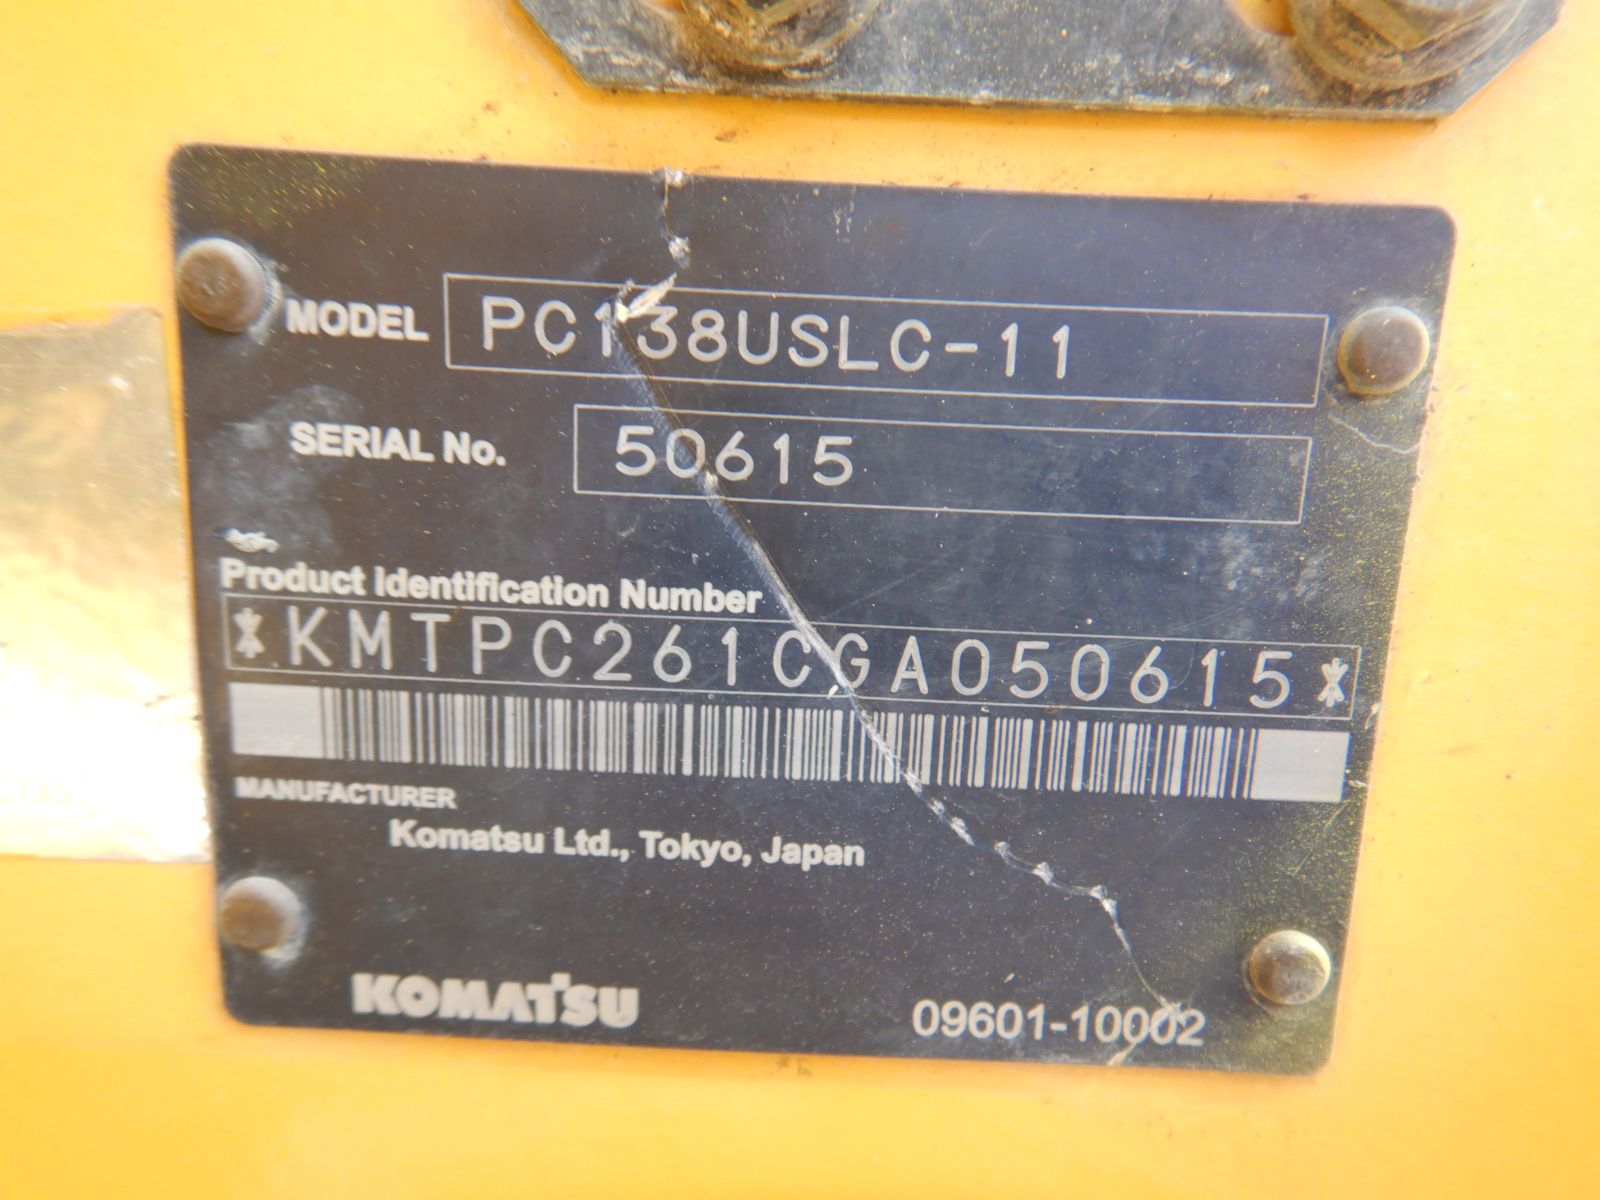 MODEL PC138USLC-11
SERIAL No. 50615
Product Identification Number
*KMTPC261CGA050615*
MANUFACTURER
Komatsu Ltd., Tokyo, Japan
KOMATSU 09601-10002